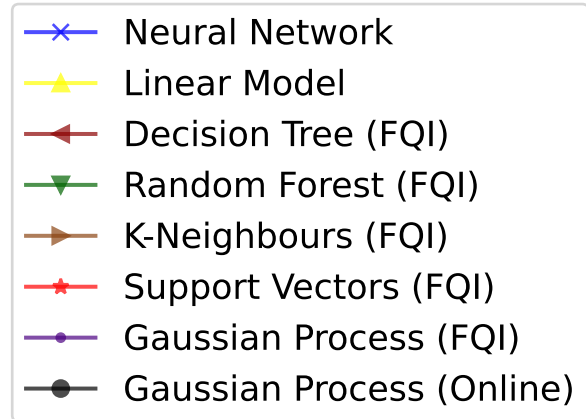 Neural Network
Linear Model
Decision Tree (FQI)
Random Forest (FQI)
K-Neighbours (FQI)
Support Vectors (FQI)
Gaussian Process (FQI)
Gaussian Process (Online)